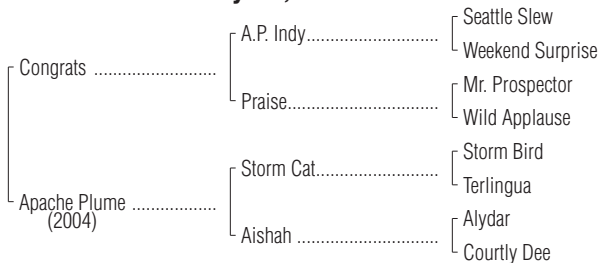 Seattle Slew
A.P. Indy
Weekend Surprise
Congrats
Mr. Prospector
Praise
Wild Applause
Storm Bird
Storm Cat
Terlingua
Apache Plume
(2004)
Alydar
Aishah
Courtly Dee